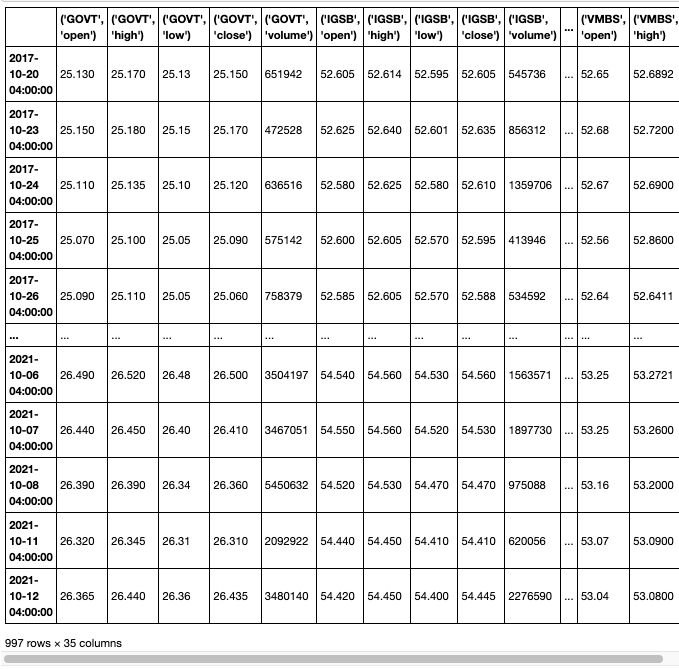 ('GOVT', 'open') ('GOVT', 'high') ('GOVT', 'low') ('GOVT', 'close') ('GOVT', 'volume') ('IGSB', 'open') ('IGSB', 'high') ('IGSB', 'low') ('IGSB', 'close') ('IGSB', 'volume') ... ('VMBS', 'open') ('VMBS', 'high')
2017-10-20 04:00:00 25.130 25.170 25.13 25.150 651942 52.605 52.614 52.595 52.605 545736 ... 52.65 52.6892
2017-10-23 04:00:00 25.150 25.180 25.15 25.170 472528 52.625 52.640 52.601 52.635 856312 ... 52.68 52.7200
2017-10-24 04:00:00 25.110 25.135 25.10 25.120 636516 52.580 52.625 52.580 52.610 1359706 ... 52.67 52.6900
2017-10-25 04:00:00 25.070 25.100 25.05 25.090 575142 52.600 52.605 52.570 52.595 413946 ... 52.56 52.8600
2017-10-26 04:00:00 25.090 25.110 25.05 25.060 758379 52.585 52.605 52.570 52.588 534592 ... 52.64 52.6411
... ... ... ... ... ... ... ... ... ... ... ... ... ...
2021-10-06 04:00:00 26.490 26.520 26.48 26.500 3504197 54.540 54.560 54.530 54.560 1563571 ... 53.25 53.2721
2021-10-07 04:00:00 26.440 26.450 26.40 26.410 3467051 54.550 54.560 54.520 54.530 1897730 ... 53.25 53.2600
2021-10-08 04:00:00 26.390 26.390 26.34 26.360 5450632 54.520 54.530 54.470 54.470 975088 ... 53.16 53.2000
2021-10-11 04:00:00 26.320 26.345 26.31 26.310 2092922 54.440 54.450 54.410 54.410 620056 ... 53.07 53.0900
2021-10-12 04:00:00 26.365 26.440 26.36 26.435 3480140 54.420 54.450 54.400 54.445 2276590 ... 53.04 53.0800
997 rows × 35 columns